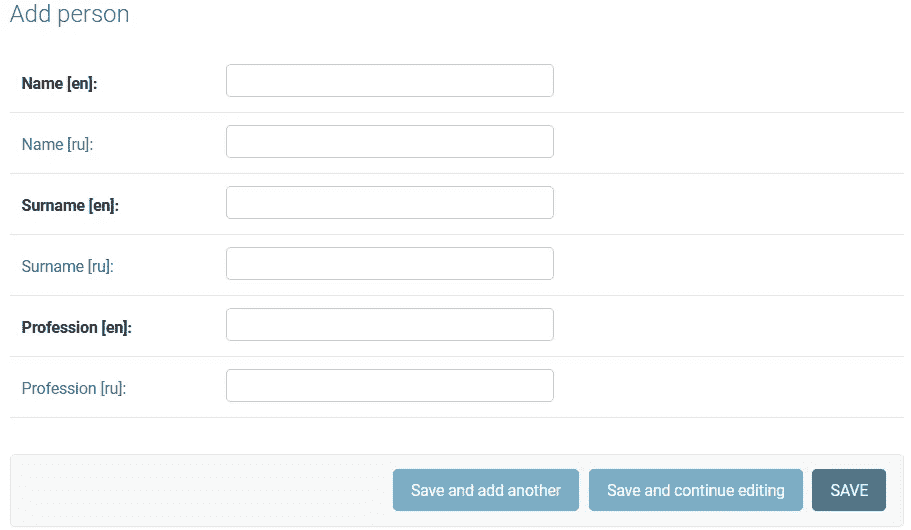 Add person
Name [en]:
Name [ru]:
Surname [en]:
Surname [ru]:
Profession [en]:
Profession [ru]:
Save and add another Save and continue editing SAVE